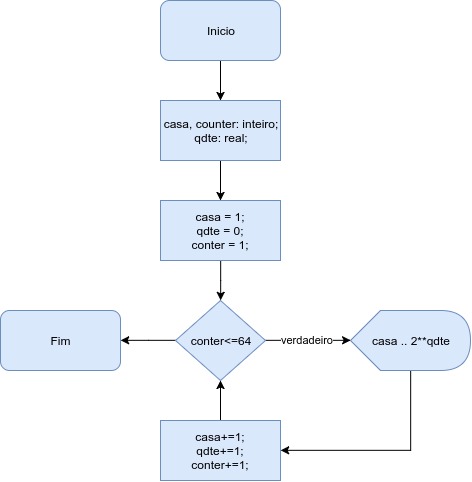 Inicio
casa, counter: inteiro;
qdte: real;
casa = 1;
qdte = 0;
conter = 1;
Fim
conter<=64
verdadeiro
casa .. 2**qdte
casa+=1;
qdte+=1;
conter+=1;